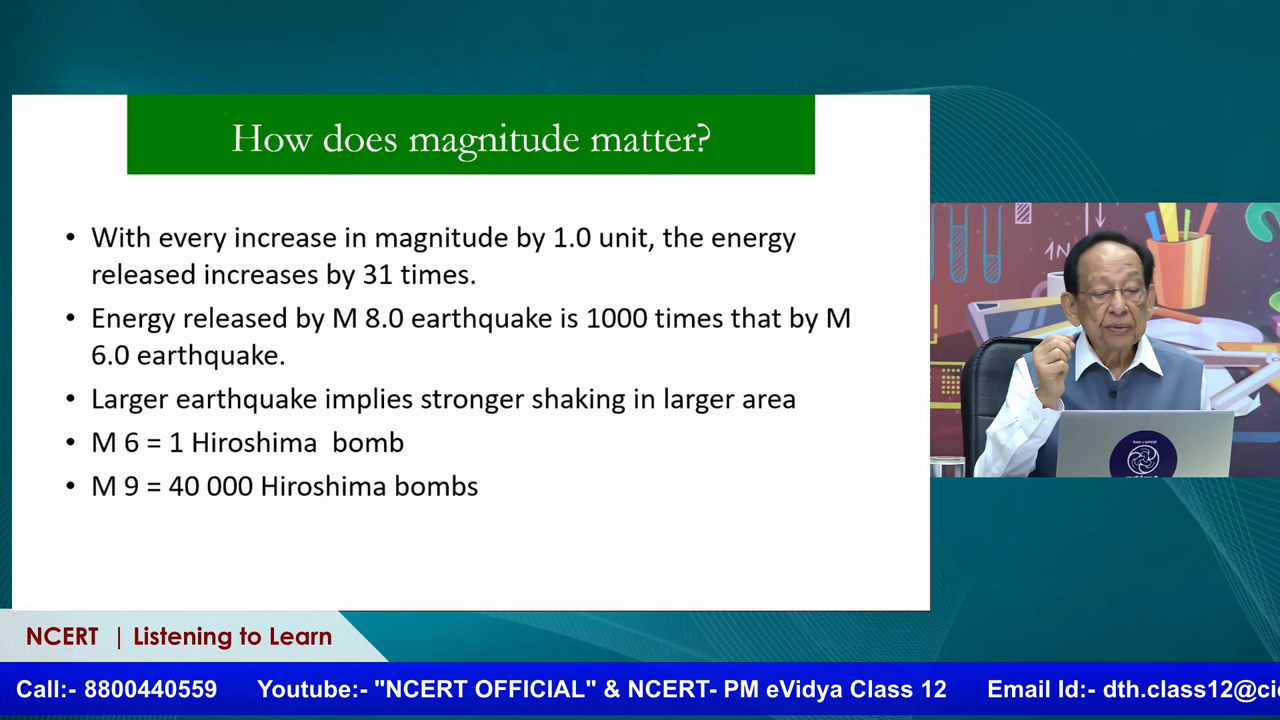 How does magnitude matter?
• With every increase in magnitude by 1.0 unit, the energy
released increases by 31 times.
• Energy released by M 8.0 earthquake is 1000 times that by M
6.0 earthquake.
• Larger earthquake implies stronger shaking in larger area
• M 6 = 1 Hiroshima bomb
• M 9 = 40 000 Hiroshima bombs
NCERT | Listening to Learn
Call:- 8800440559 Youtube:- "NCERT OFFICIAL" & NCERT- PM eVidya Class 12 Email Id:- dth.class12@ci